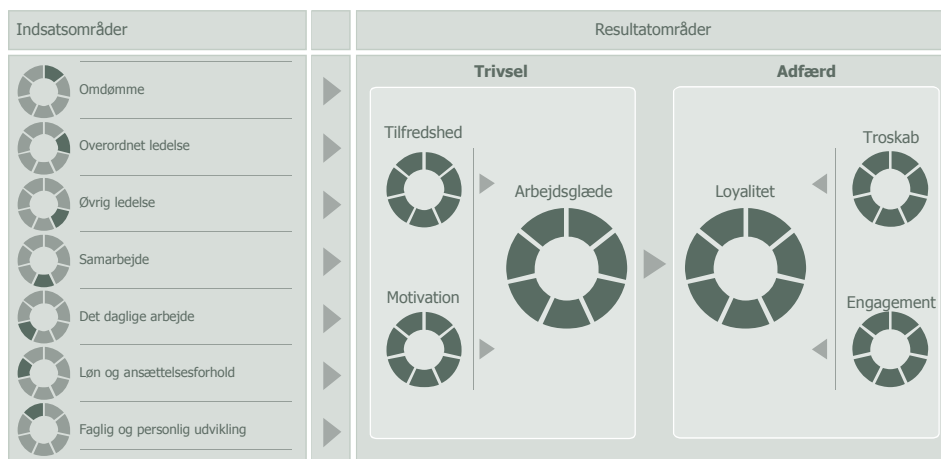 Indsatsområder
Resultatområder
Omdømme
Overordnet ledelse
Øvrig ledelse
Samarbejde
Det daglige arbejde
Løn og ansættelsesforhold
Faglig og personlig udvikling
Trivsel
Tilfredshed
Arbejdsglæde
Motivation
Adfærd
Loyalitet
Troskab
Engagement